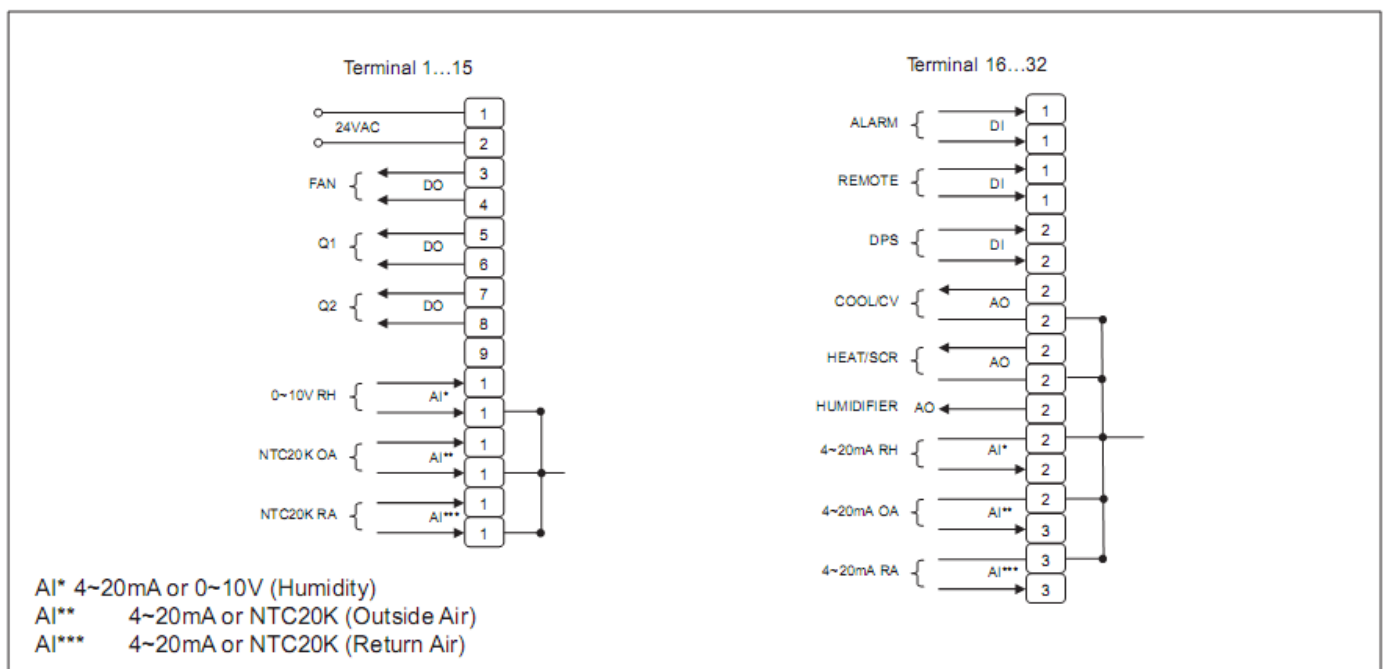 Terminal 1...15
24VAC
1
2
FAN
DO
3
4
Q1
DO
5
6
Q2
DO
7
8
9
0~10V RH
AI*
1
1
NTC20K OA
AI**
1
1
NTC20K RA
AI***
1
1
Terminal 16...32
ALARM
DI
1
1
REMOTE
DI
1
1
DPS
DI
2
2
COOL/CV
AO
2
2
HEAT/SCR
AO
2
2
HUMIDIFIER AO
2
4~20mA RH
AI*
2
2
4~20mA OA
AI**
2
3
4~20mA RA
AI***
3
3
AI* 4~20mA or 0~10V (Humidity)
AI** 4~20mA or NTC20K (Outside Air)
AI*** 4~20mA or NTC20K (Return Air)